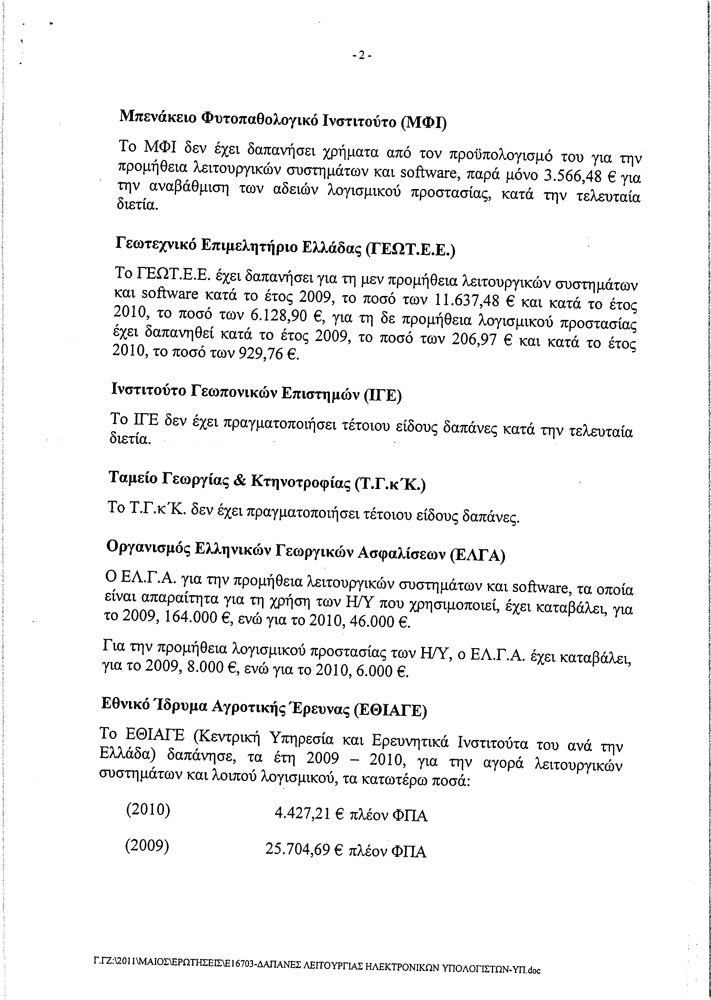 - 2 -
Μπενάκειο Φυτοπαθολογικό Ινστιτούτο (ΜΦΙ)
Το ΜΦΙ δεν έχει δαπανήσει χρήματα από τον προϋπολογισμό του για την
προμήθεια λειτουργικών συστημάτων και software, παρά μόνο 3.566,48 € για
την αναβάθμιση των αδειών λογισμικού προστασίας, κατά την τελευταία
διετία.
Γεωτεχνικό Επιμελητήριο Ελλάδας (ΓΕΩΤ.Ε.Ε.)
Το ΓΕΩΤ.Ε.Ε. έχει δαπανήσει για τη μεν προμήθεια λειτουργικών συστημάτων
και software κατά το έτος 2009, το ποσό των 11.637,48 € και κατά το έτος
2010, το ποσό των 6.128,90 €, για τη δε προμήθεια λογισμικού προστασίας
έχει δαπανηθεί κατά το έτος 2009, το ποσό των 206,97 € και κατά το έτος
2010, το ποσό των 929,76 €.
Ινστιτούτο Γεωπονικών Επιστημών (ΙΓΕ)
Το ΙΓΕ δεν έχει πραγματοποιήσει τέτοιου είδους δαπάνες κατά την τελευταία
διετία.
Ταμείο Γεωργίας & Κτηνοτροφίας (Τ.Γ.κΈ.)
Το Τ.Γ.κΈ. δεν έχει πραγματοποιήσει τέτοιου είδους δαπάνες.
Οργανισμός Ελληνικών Γεωργικών Ασφαλίσεων (ΕΛΓΑ)
Ο ΕΛ.Γ.Α. για την προμήθεια λειτουργικών συστημάτων και software, τα οποία
είναι απαραίτητα για τη χρήση των Η/Υ που χρησιμοποιεί, έχει καταβάλει, για
το 2009, 164.000 €, ενώ για το 2010, 46.000 €.
Για την προμήθεια λογισμικού προστασίας των Η/Υ, ο ΕΛ.Γ.Α. έχει καταβάλει,
για το 2009, 8.000 €, ενώ για το 2010, 6.000 €.
Εθνικό Ίδρυμα Αγροτικής Έρευνας (ΕΘΙΑΓΕ)
Το ΕΘΙΑΓΕ (Κεντρική Υπηρεσία και Ερευνητικά Ινστιτούτα του ανά την
Ελλάδα) δαπάνησε, τα έτη 2009 – 2010, για την αγορά λειτουργικών
συστημάτων και λοιπού λογισμικού, τα κατωτέρω ποσά:
(2010) 4.427,21 € πλέον ΦΠΑ
(2009) 25.704,69 € πλέον ΦΠΑ
Γ.ΓΖ:\2011\ΜΑΙΟΣ\ΕΡΩΤΗΣΕΙΣ\Ε16703-ΔΑΠΑΝΕΣ ΛΕΙΤΟΥΡΓΙΑΣ ΗΛΕΚΤΡΟΝΙΚΩΝ ΥΠΟΛΟΓΙΣΤΩΝ-ΥΠ.doc